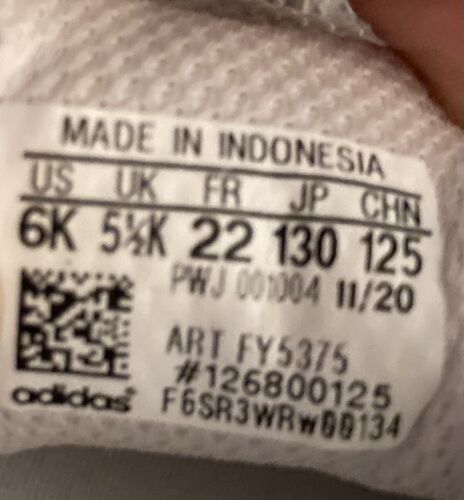 MADE IN INDONESIA
US UK FR JP CHN
6K 5½K 22 130 125
PWJ 001004 11/20
ART FY5375
#126800125
adidas F6SR3WRW00134